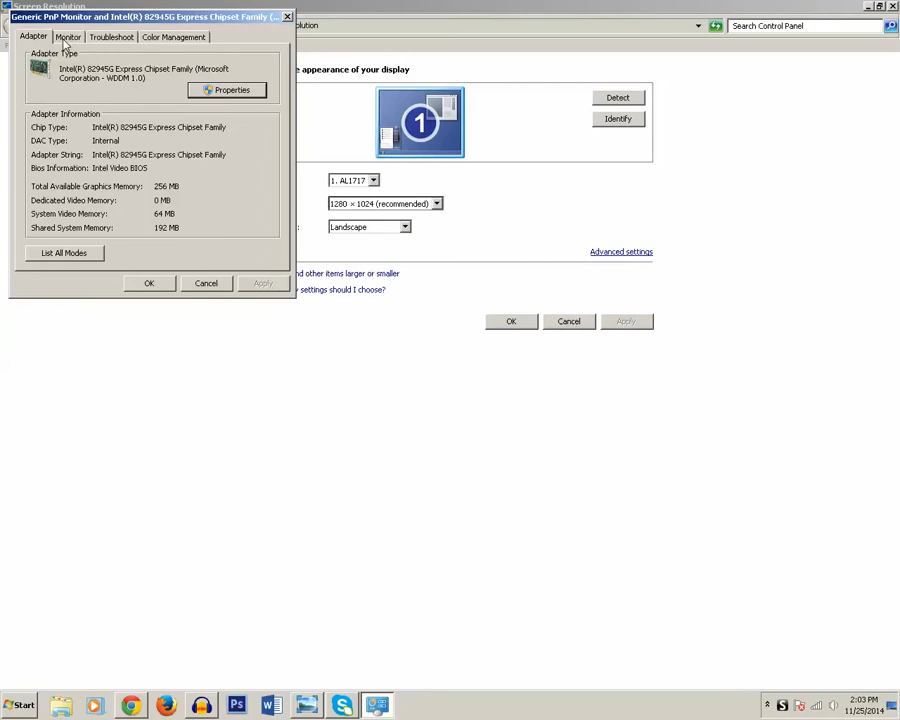 Screen Resolution
Generic PnP Monitor and Intel(R) 82945G Express Chipset Family (...
olution
Search Control Panel
Adapter
Monitor
Troubleshoot
Color Management
Adapter Type
Intel(R) 82945G Express Chipset Family (Microsoft
Corporation - WDDM 1.0)
Properties
e appearance of your display
1
Detect
Identify
Adapter Information
Chip Type: Intel(R) 82945G Express Chipset Family
DAC Type: Internal
Adapter String: Intel(R) 82945G Express Chipset Family
Bios Information: Intel Video BIOS
Total Available Graphics Memory: 256 MB
Dedicated Video Memory: 0 MB
System Video Memory: 64 MB
Shared System Memory: 192 MB
1. AL1717
1280 × 1024 (recommended)
: Landscape
List All Modes
Advanced settings
OK
Cancel
Apply
nd other items larger or smaller
y settings should I choose?
OK
Cancel
Apply
Start
Ps
W
S
S
2:03 PM
11/25/2014